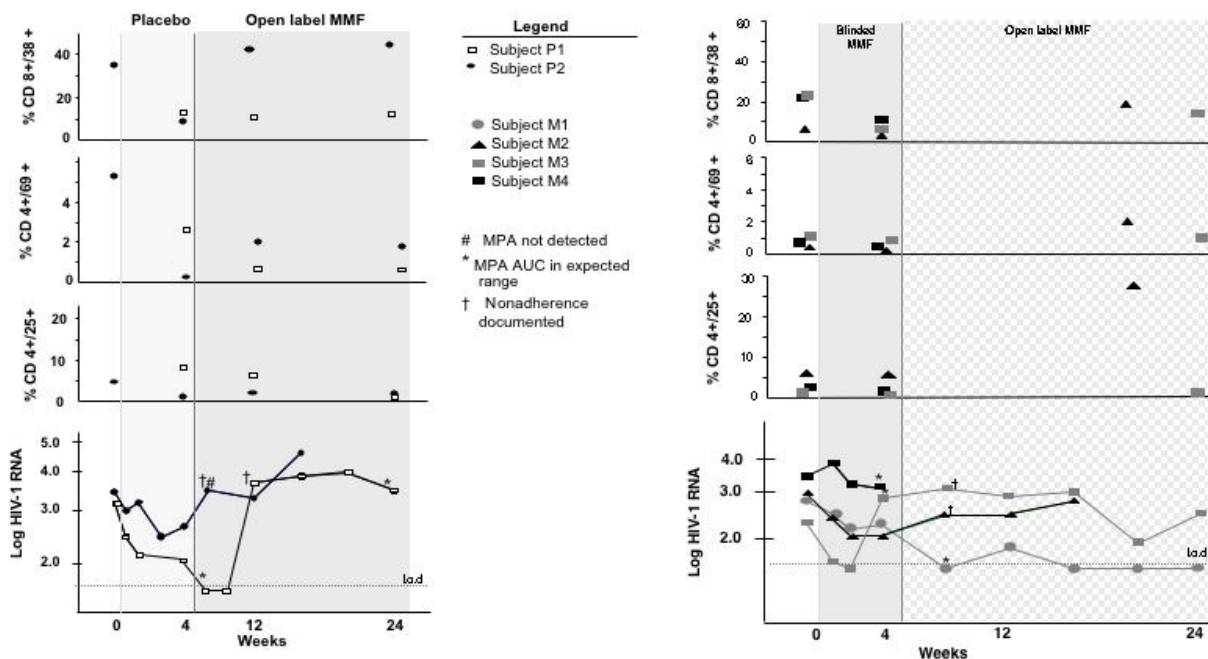 Placebo Open label MMF
% CD 8+/38 +
40
20
10
0
% CD 4+/69 +
4
2
0
% CD 4+/25+
20
10
0
Log HIV-1 RNA
5.0
4.0
3.0
2.0
†#
†
*
*
l.o.d
0 4 12 24
Weeks
Legend
Subject P1
Subject P2
Subject M1
Subject M2
Subject M3
Subject M4
# MPA not detected
* MPA AUC in expected
range
† Nonadherence
documented
Blinded
MMF
Open label MMF
% CD 8+/38 +
60
40
20
0
% CD 4+/69 +
6
4
2
0
% CD 4+/25+
30
20
10
0
Log HIV-1 RNA
4.0
3.0
2.0
*
*
†
†
*
l.o.d
0 4 12 24
Weeks